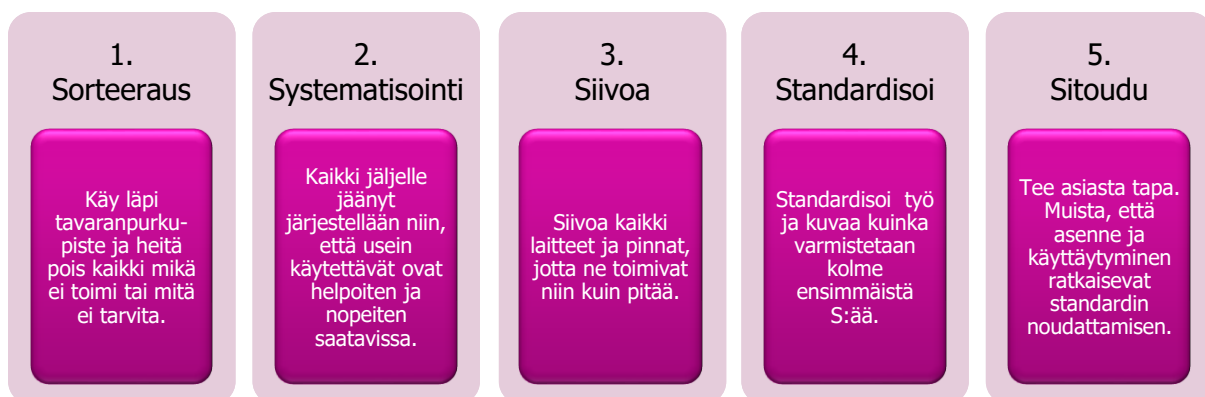 1.
Sorteeraus
Käy läpi
tavaranpurku-
piste ja heitä
pois kaikki mikä
ei toimi tai mitä
ei tarvita.
2.
Systematisointi
Kaikki jäljelle
jäänyt
järjestellään niin,
että usein
käytettävät ovat
helpoiten ja
nopeiten
saatavissa.
3.
Siivoa
Siivoa kaikki
laitteet ja pinnat,
jotta ne toimivat
niin kuin pitää.
4.
Standardisoi
Standardisoi työ
ja kuvaa kuinka
varmistetaan
kolme
ensimmäistä
S:ää.
5.
Sitoudu
Tee asiasta tapa.
Muista, että
asenne ja
käyttäytyminen
ratkaisevat
standardin
noudattamisen.